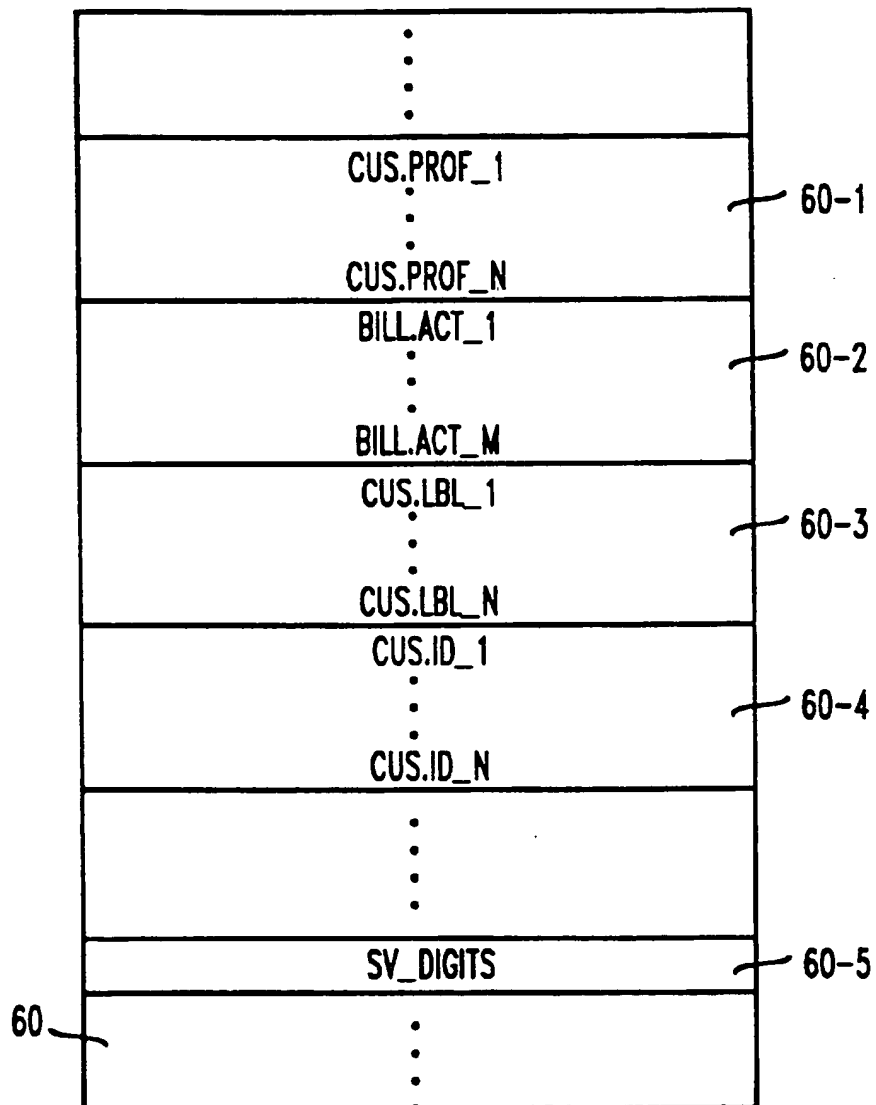 CUS.PROF_1
60-1
CUS.PROF_N
BILL.ACT_1
60-2
BILL.ACT_M
CUS.LBL_1
60-3
CUS.LBL_N
CUS.ID_1
60-4
CUS.ID_N
SV_DIGITS
60-5
60